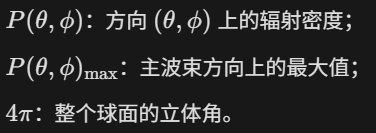 P(θ, ϕ)：方向 (θ, ϕ) 上的辐射密度；
P(θ, ϕ)max：主波束方向上的最大值；
4π：整个球面的立体角。